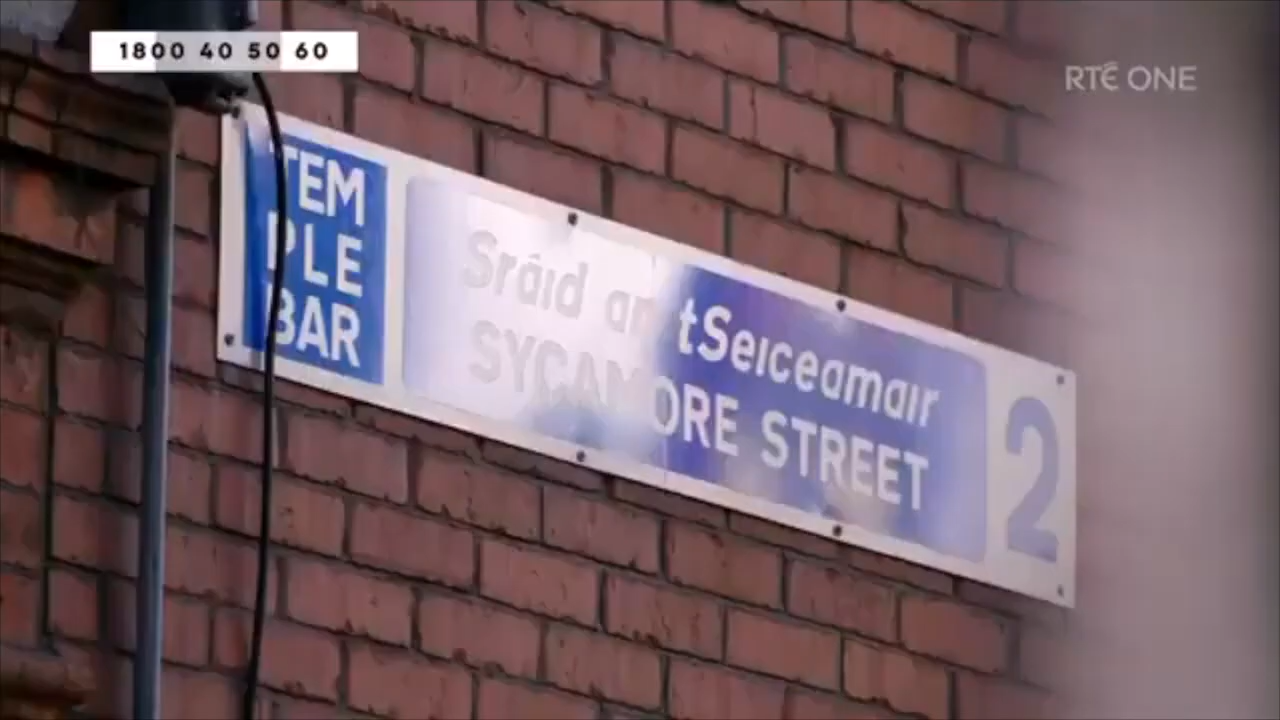 1800 40 50 60
RTÉ ONE
TEM
PLE
BAR
Sráid an tSeiceamair
SYCAMORE STREET
2